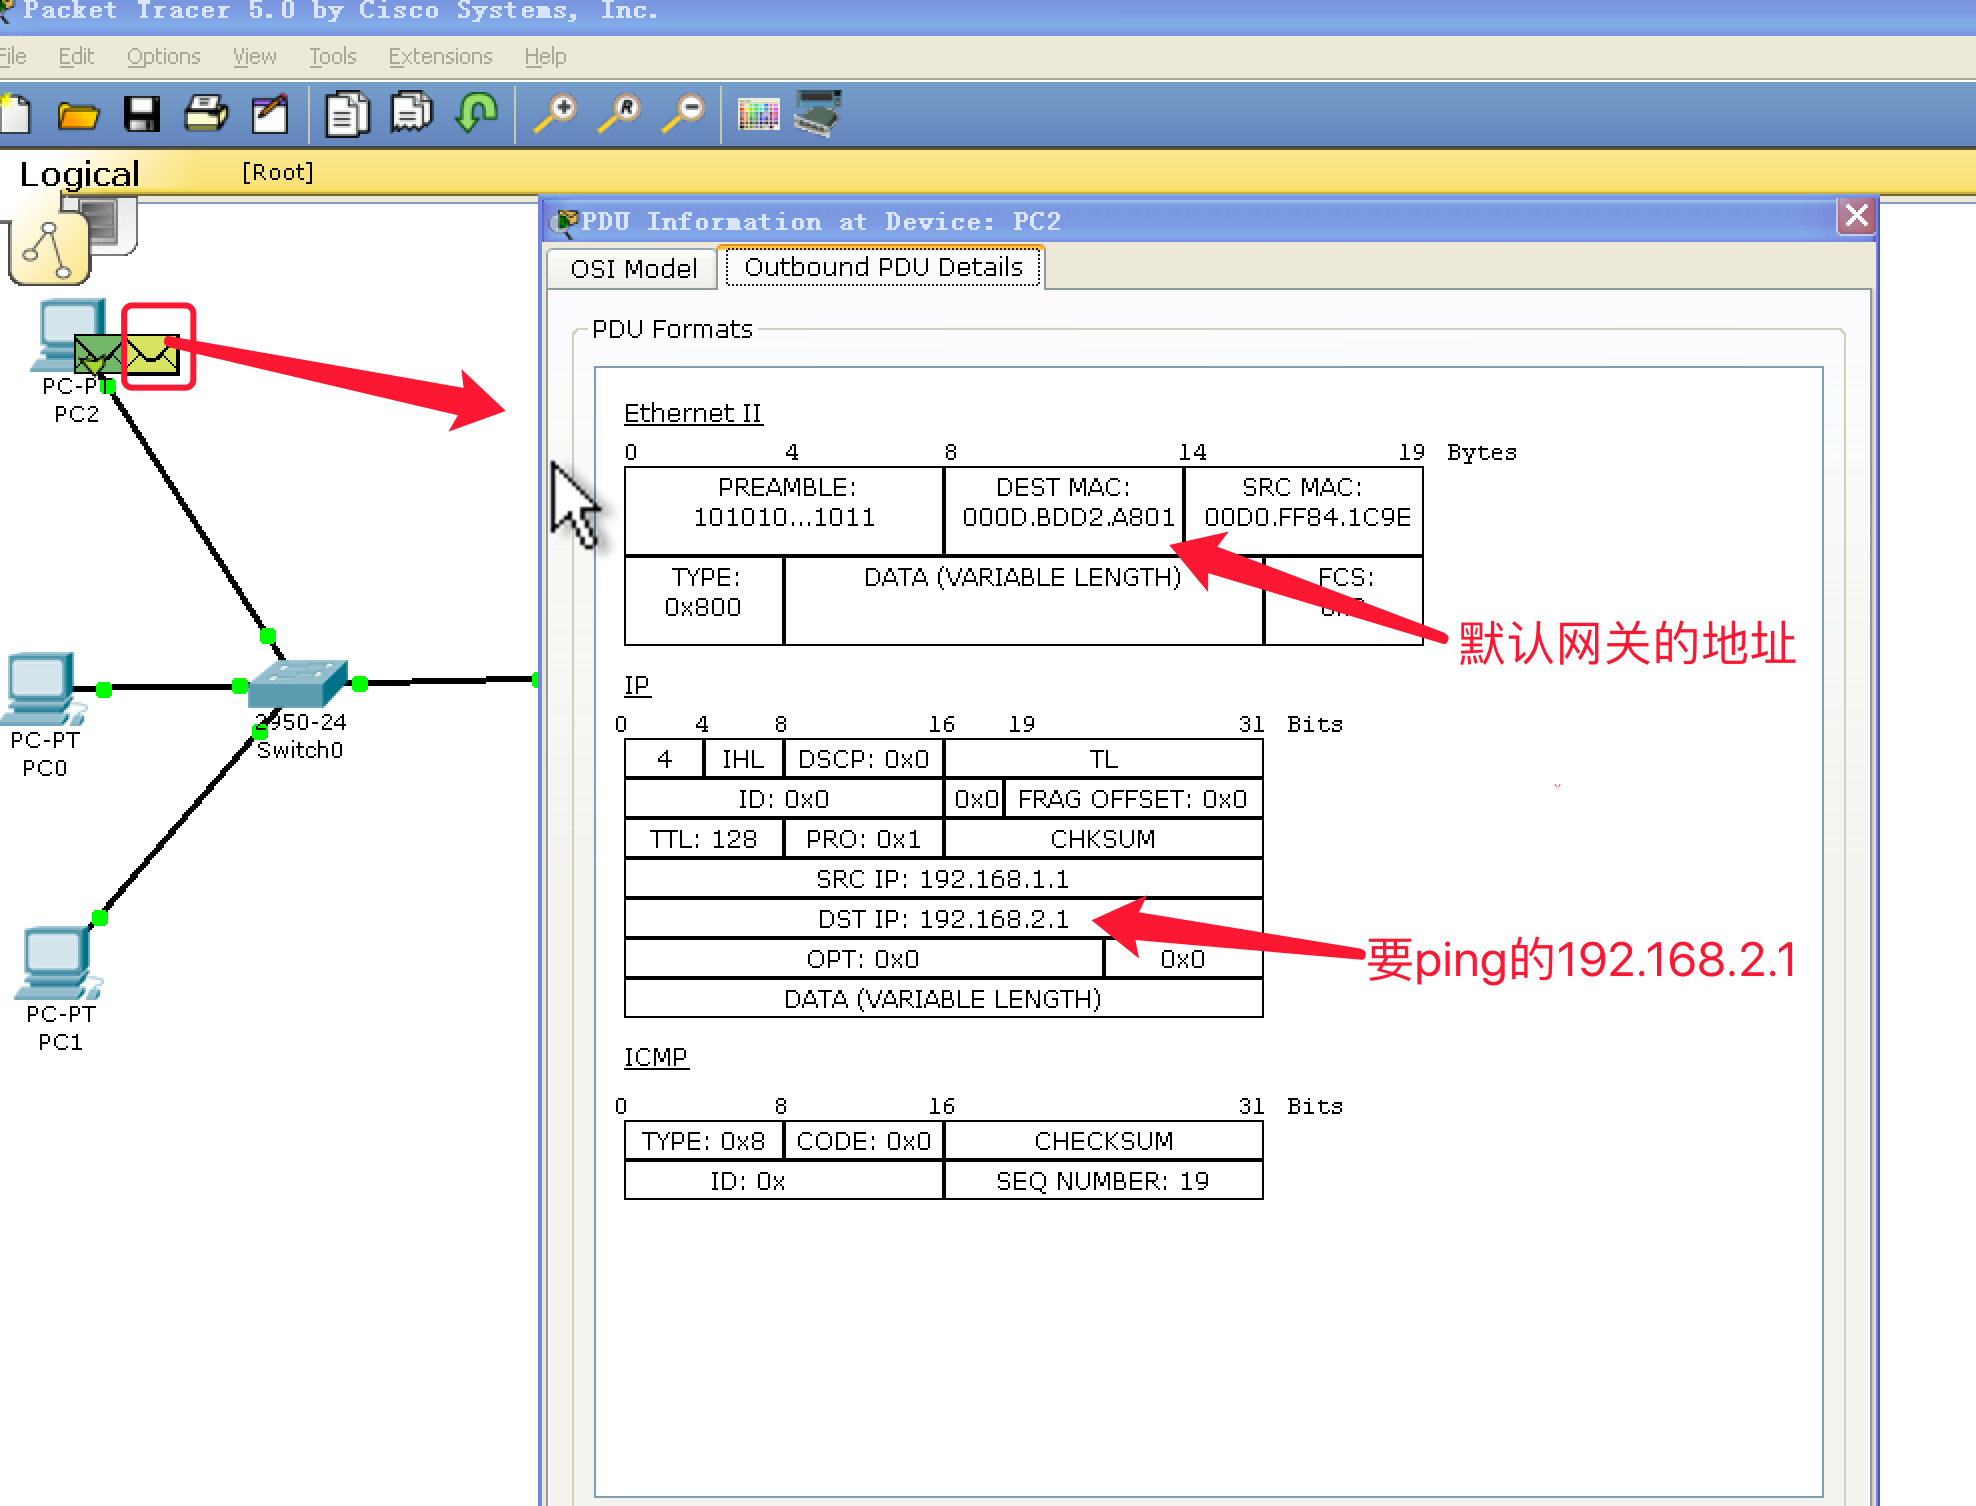 Packet Tracer 5.0 by Cisco Systems, Inc.
File Edit Options View Tools Extensions Help
Logical [Root]
PDU Information at Device: PC2
OSI Model Outbound PDU Details
PDU Formats
PC-PT
PC2
PC-PT
PC0
2950-24
Switch0
PC-PT
PC1
Ethernet II
0 4 8 14 19 Bytes
PREAMBLE: DEST MAC: SRC MAC:
101010...1011 000D.BDD2.A801 00D0.FF84.1C9E
TYPE: DATA (VARIABLE LENGTH) FCS:
0x800
默认网关的地址
IP
0 4 8 16 19 31 Bits
4 IHL DSCP: 0x0 TL
ID: 0x0 0x0 FRAG OFFSET: 0x0
TTL: 128 PRO: 0x1 CHKSUM
SRC IP: 192.168.1.1
DST IP: 192.168.2.1
要ping的192.168.2.1
OPT: 0x0 0x0
DATA (VARIABLE LENGTH)
ICMP
0 8 16 31 Bits
TYPE: 0x8 CODE: 0x0 CHECKSUM
ID: 0x SEQ NUMBER: 19